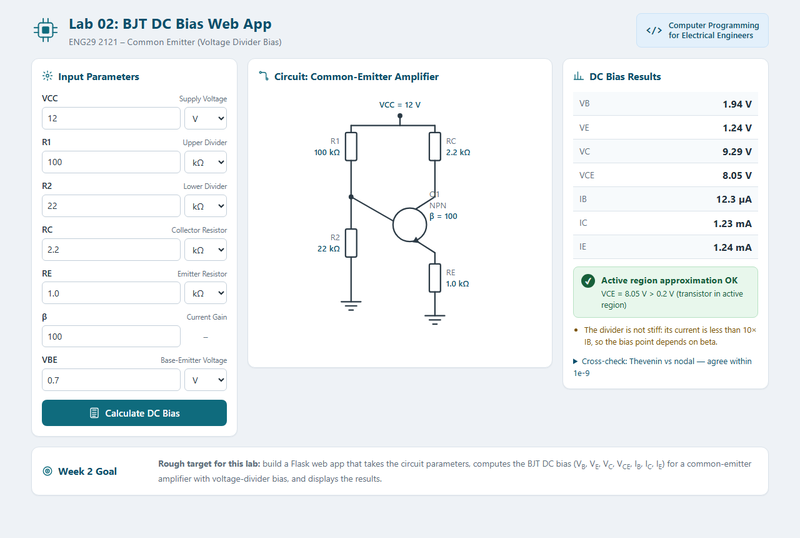 Lab 02: BJT DC Bias Web App
ENG29 2121 – Common Emitter (Voltage Divider Bias)
</> Computer Programming
for Electrical Engineers
Input Parameters
VCC Supply Voltage
12 V
R1 Upper Divider
100 kΩ
R2 Lower Divider
22 kΩ
RC Collector Resistor
2.2 kΩ
RE Emitter Resistor
1.0 kΩ
β Current Gain
100 –
VBE Base-Emitter Voltage
0.7 V
Calculate DC Bias
Circuit: Common-Emitter Amplifier
VCC = 12 V
R1
100 kΩ
RC
2.2 kΩ
Q1
NPN
β = 100
R2
22 kΩ
RE
1.0 kΩ
DC Bias Results
VB 1.94 V
VE 1.24 V
VC 9.29 V
VCE 8.05 V
IB 12.3 μA
IC 1.23 mA
IE 1.24 mA
Active region approximation OK
VCE = 8.05 V > 0.2 V (transistor in active
region)
• The divider is not stiff: its current is less than 10×
IB, so the bias point depends on beta.
▶ Cross-check: Thevenin vs nodal — agree within
1e-9
Week 2 Goal
Rough target for this lab: build a Flask web app that takes the circuit parameters, computes the BJT DC bias (VB, VE, VC, VCE, IB, IC, IE) for a common-emitter
amplifier with voltage-divider bias, and displays the results.